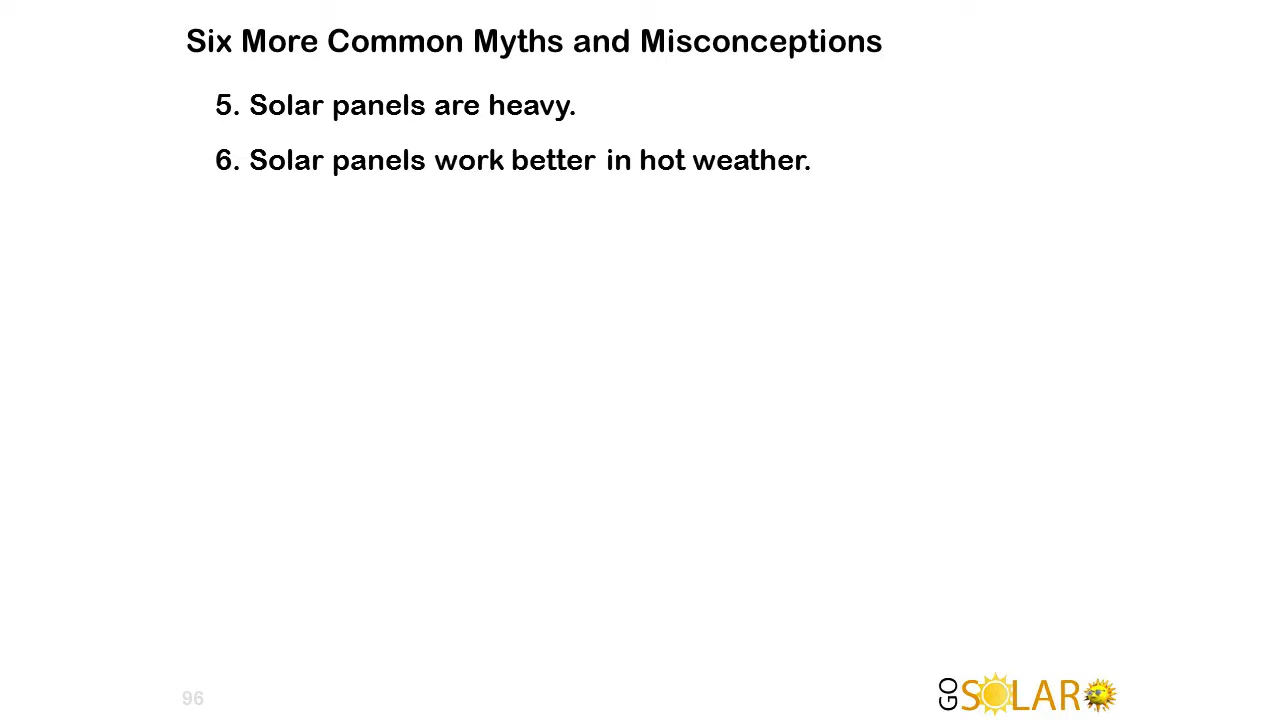 Six More Common Myths and Misconceptions
5. Solar panels are heavy.
6. Solar panels work better in hot weather.
96
GO SOLAR